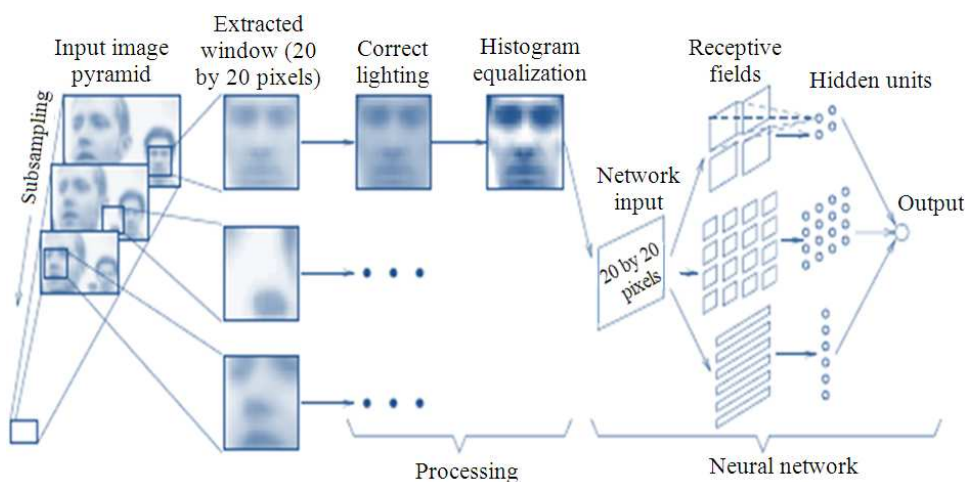 Input image
pyramid
Extracted
window (20
by 20 pixels)
Correct
lighting
Histogram
equalization
Receptive
fields
Hidden units
Subsampling
Network
input
20 by 20
pixels
Output
Processing
Neural network